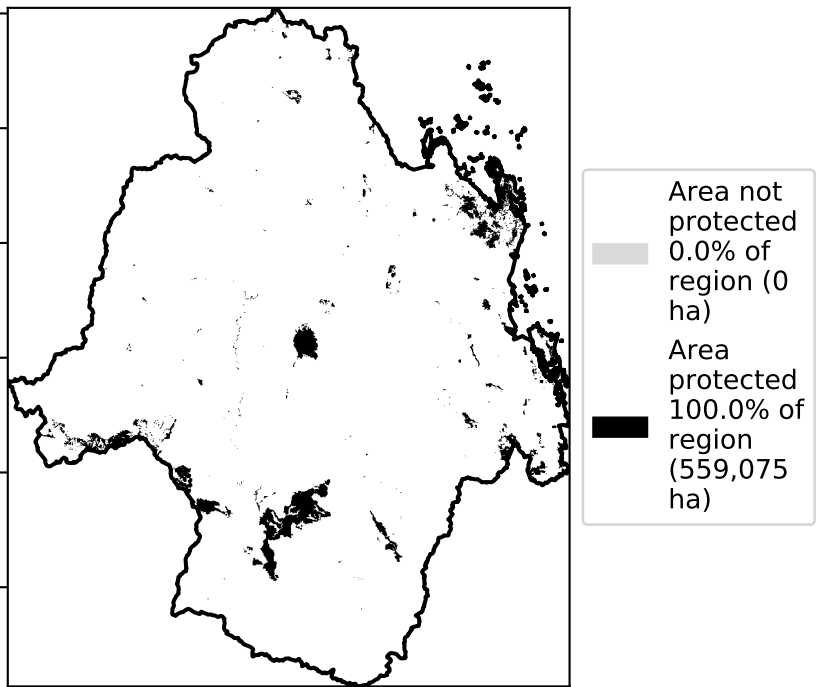 Area not
protected
0.0% of
region (0
ha)
Area
protected
100.0% of
region
(559,075
ha)